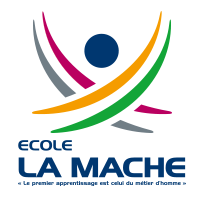 ECOLE
LA MACHE
« Le premier apprentissage est celui du métier d'homme »